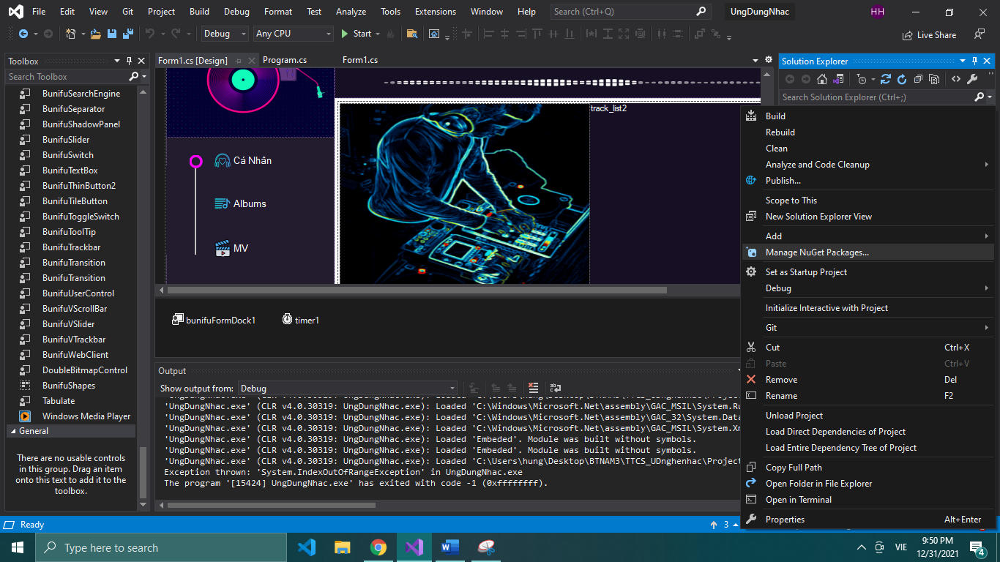 File Edit View Git Project Build Debug Format Test Analyze Tools Extensions Window Help Search (Ctrl+Q) UngDungNhac HH
Debug Any CPU Start Live Share
Toolbox
Search Toolbox
BunifuSearchEngine
BunifuSeparator
BunifuShadowPanel
BunifuSlider
BunifuSwitch
BunifuTextBox
BunifuThinButton2
BunifuTileButton
BunifuToggleSwitch
BunifuToolTip
BunifuTrackbar
BunifuTransition
BunifuTransition
BunifuUserControl
BunifuVScrollBar
BunifuVSlider
BunifuVTrackbar
BunifuWebClient
DoubleBitmapControl
BunifuShapes
Tabulate
Windows Media Player
General
There are no usable controls
in this group. Drag an item
onto this text to add it to the
toolbox.
Form1.cs [Design] Program.cs Form1.cs
track_list2
Cá Nhân
Albums
MV
bunifuFormDock1 timer1
Output
Show output from: Debug
'UngDungNhac.exe' (CLR v4.0.30319: UngDungNhac.exe): Loaded 'C:\Windows\Microsoft.Net\assembly\GAC_MSIL\System.Ru
'UngDungNhac.exe' (CLR v4.0.30319: UngDungNhac.exe): Loaded 'C:\Windows\Microsoft.Net\assembly\GAC_32\System.Data
'UngDungNhac.exe' (CLR v4.0.30319: UngDungNhac.exe): Loaded 'C:\Windows\Microsoft.Net\assembly\GAC_MSIL\System.Xm
'UngDungNhac.exe' (CLR v4.0.30319: UngDungNhac.exe): Loaded 'Embeded'. Module was built without symbols.
'UngDungNhac.exe' (CLR v4.0.30319: UngDungNhac.exe): Loaded 'Embeded'. Module was built without symbols.
'UngDungNhac.exe' (CLR v4.0.30319: UngDungNhac.exe): Loaded 'C:\Users\hung\Desktop\BTNAM3\TTCS_UDnghenhac\Project
Exception thrown: 'System.IndexOutOfRangeException' in UngDungNhac.exe
The program '[15424] UngDungNhac.exe' has exited with code -1 (0xffffffff).
Solution Explorer
Search Solution Explorer (Ctrl+;)
Build
Rebuild
Clean
Analyze and Code Cleanup
Publish...
Scope to This
New Solution Explorer View
Add
Manage NuGet Packages...
Set as Startup Project
Debug
Initialize Interactive with Project
Git
Cut Ctrl+X
Paste Ctrl+V
Remove Del
Rename F2
Unload Project
Load Direct Dependencies of Project
Load Entire Dependency Tree of Project
Copy Full Path
Open Folder in File Explorer
Open in Terminal
Properties Alt+Enter
Ready 3
Type here to search
VIE
9:50 PM
12/31/2021
4